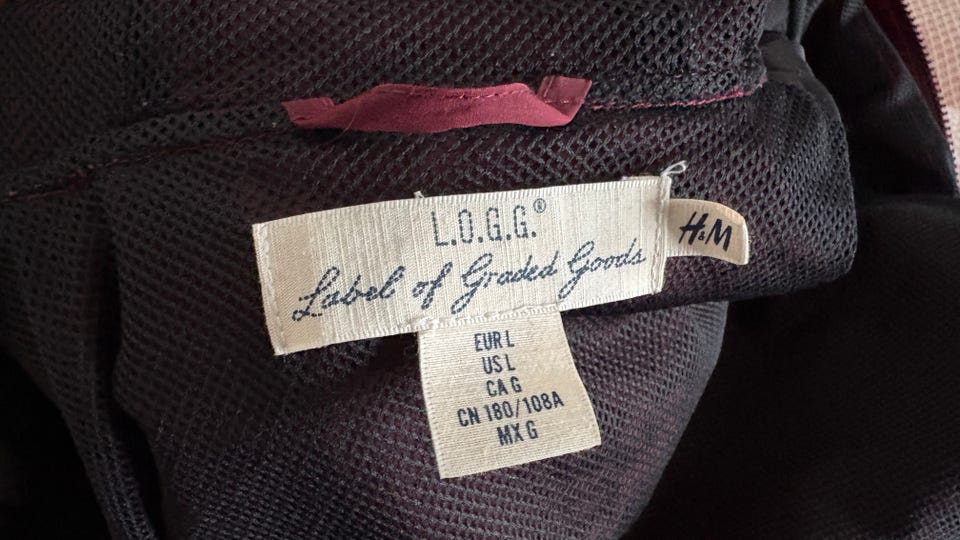 L.O.G.G.®
Label of Graded Goods
H&M
EUR L
US L
CA G
CN 180/108A
MX G